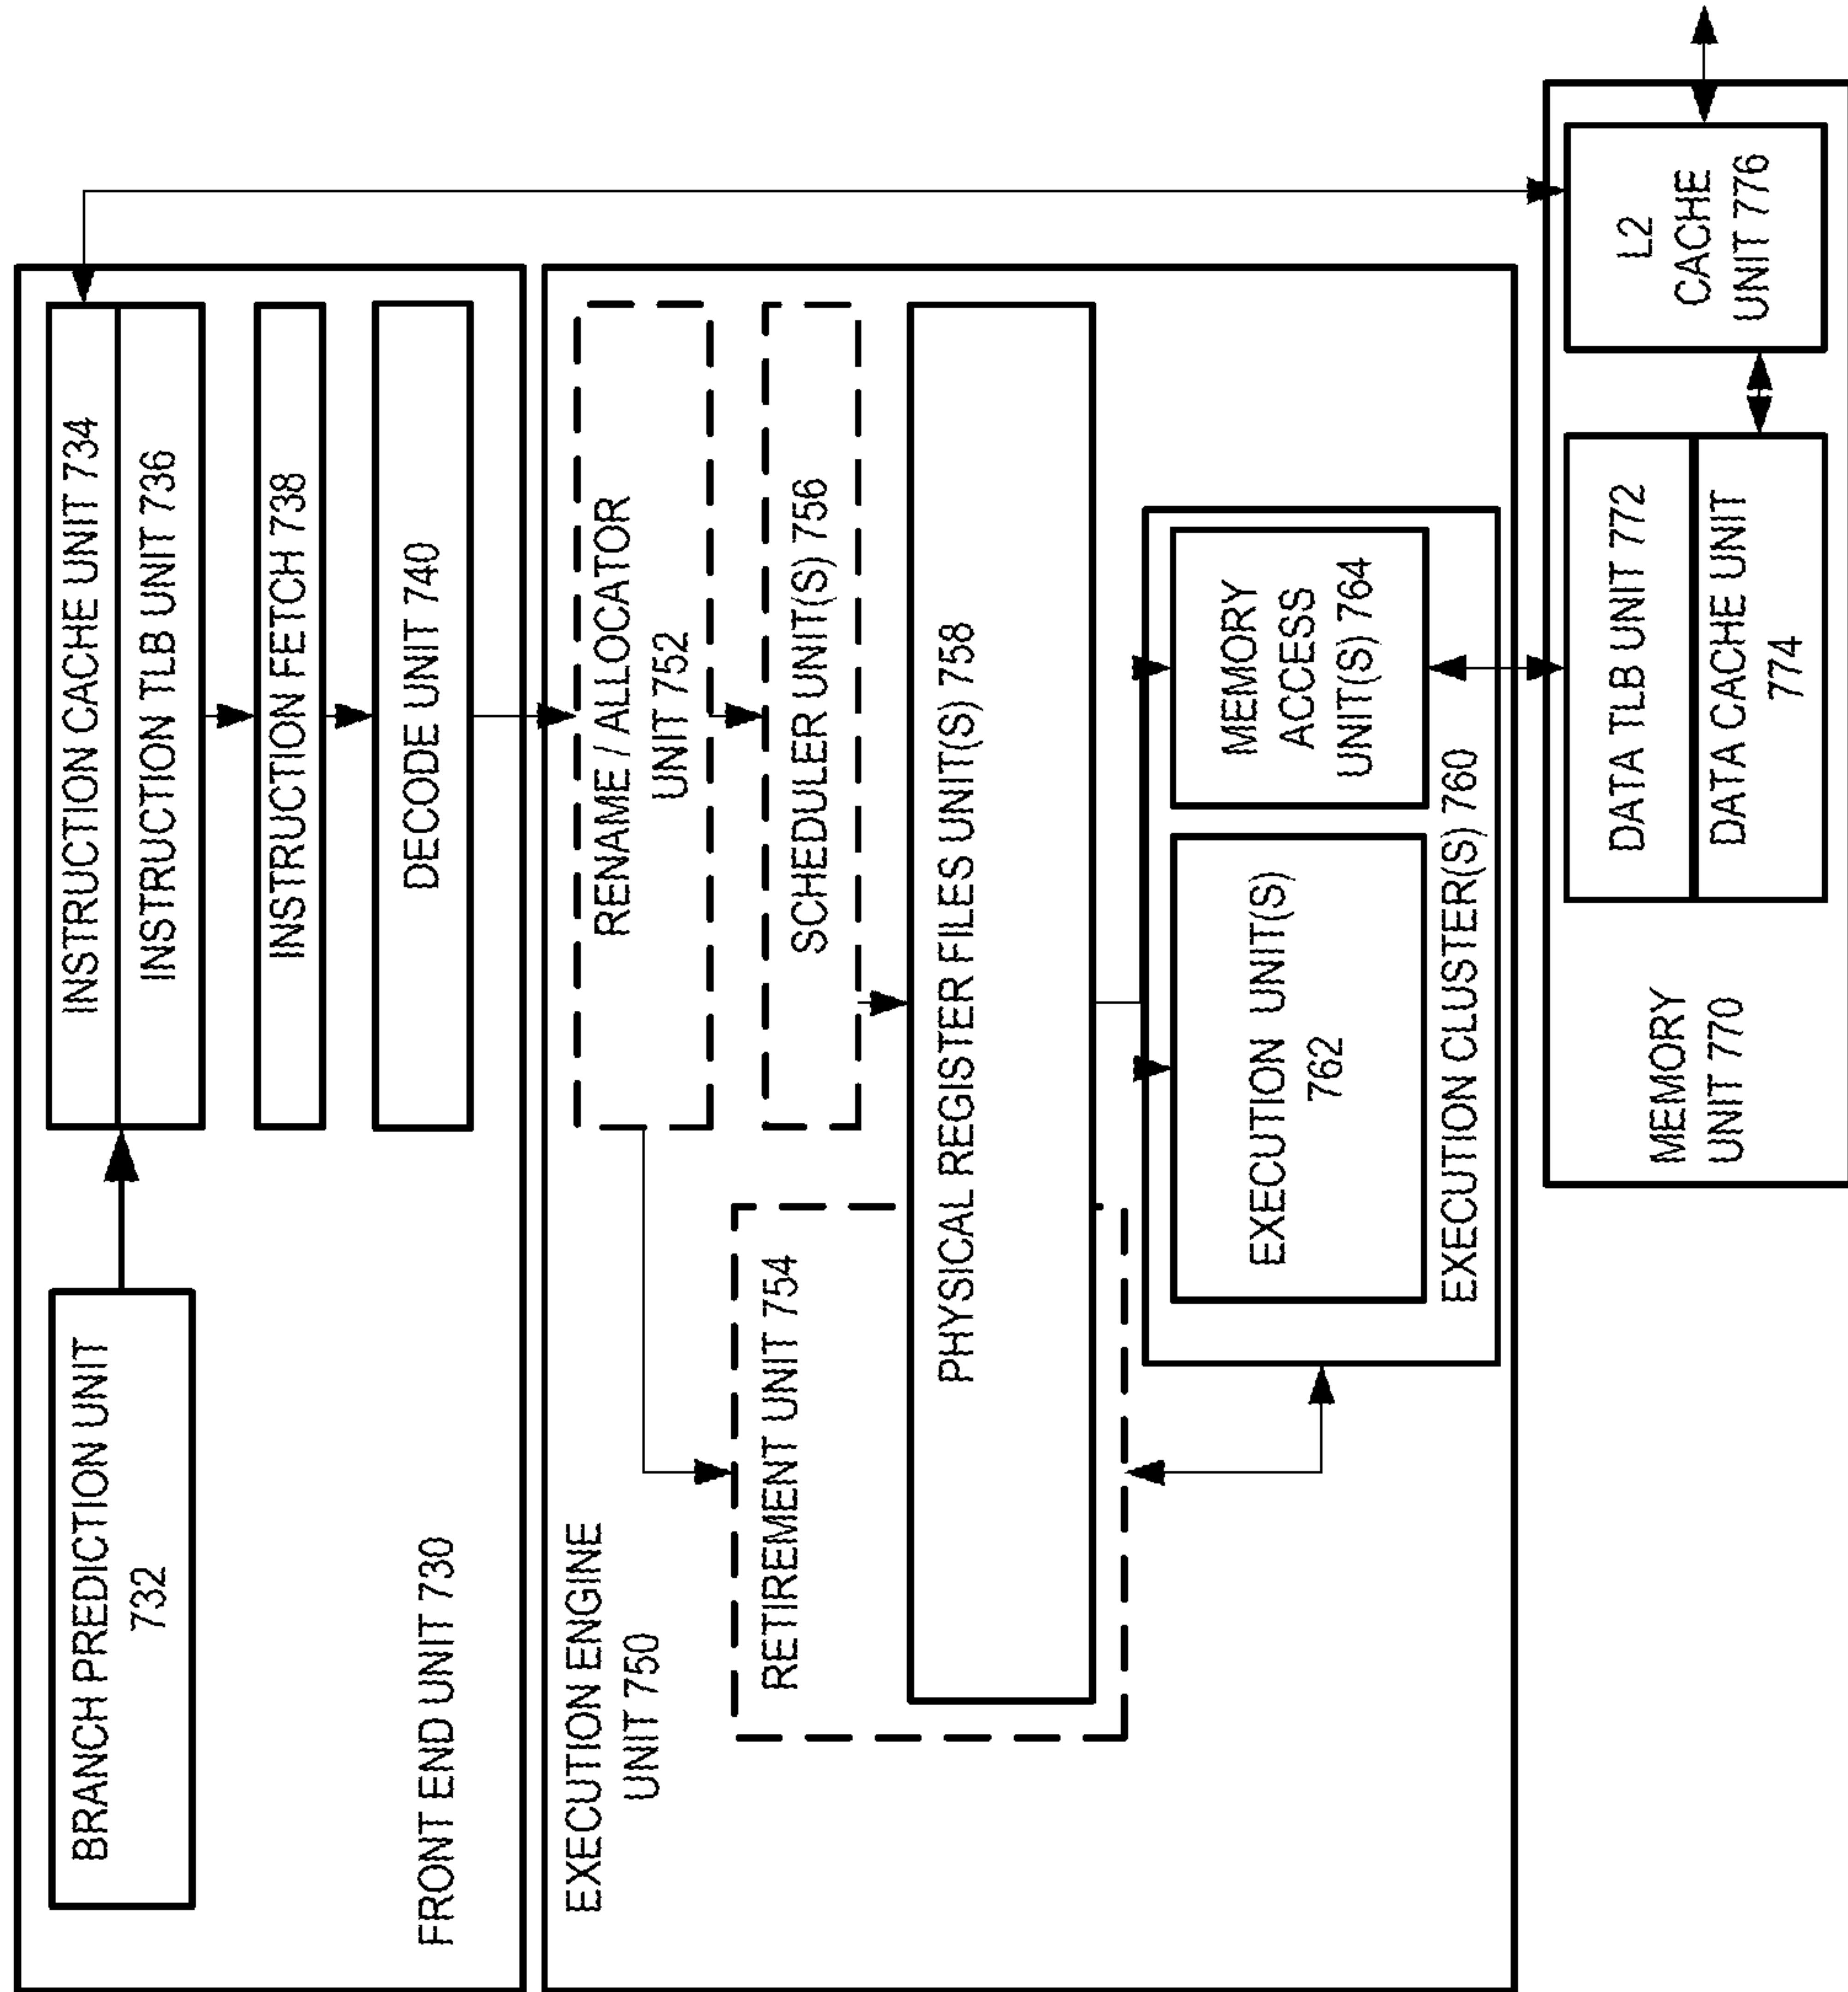 BRANCH PREDICTION UNIT
732
INSTRUCTION CACHE UNIT 734
INSTRUCTION TLB UNIT 736
INSTRUCTION FETCH 738
DECODE UNIT 740
FRONT END UNIT 730
EXECUTION ENGINE
UNIT 750
RENAME / ALLOCATOR
UNIT 752
RETIREMENT UNIT 754
SCHEDULER UNIT(S) 756
PHYSICAL REGISTER FILES UNIT(S) 758
EXECUTION UNIT(S)
762
MEMORY
ACCESS
UNIT(S) 764
EXECUTION CLUSTER(S) 760
MEMORY
UNIT 770
DATA TLB UNIT 772
DATA CACHE UNIT
774
L2
CACHE
UNIT 776